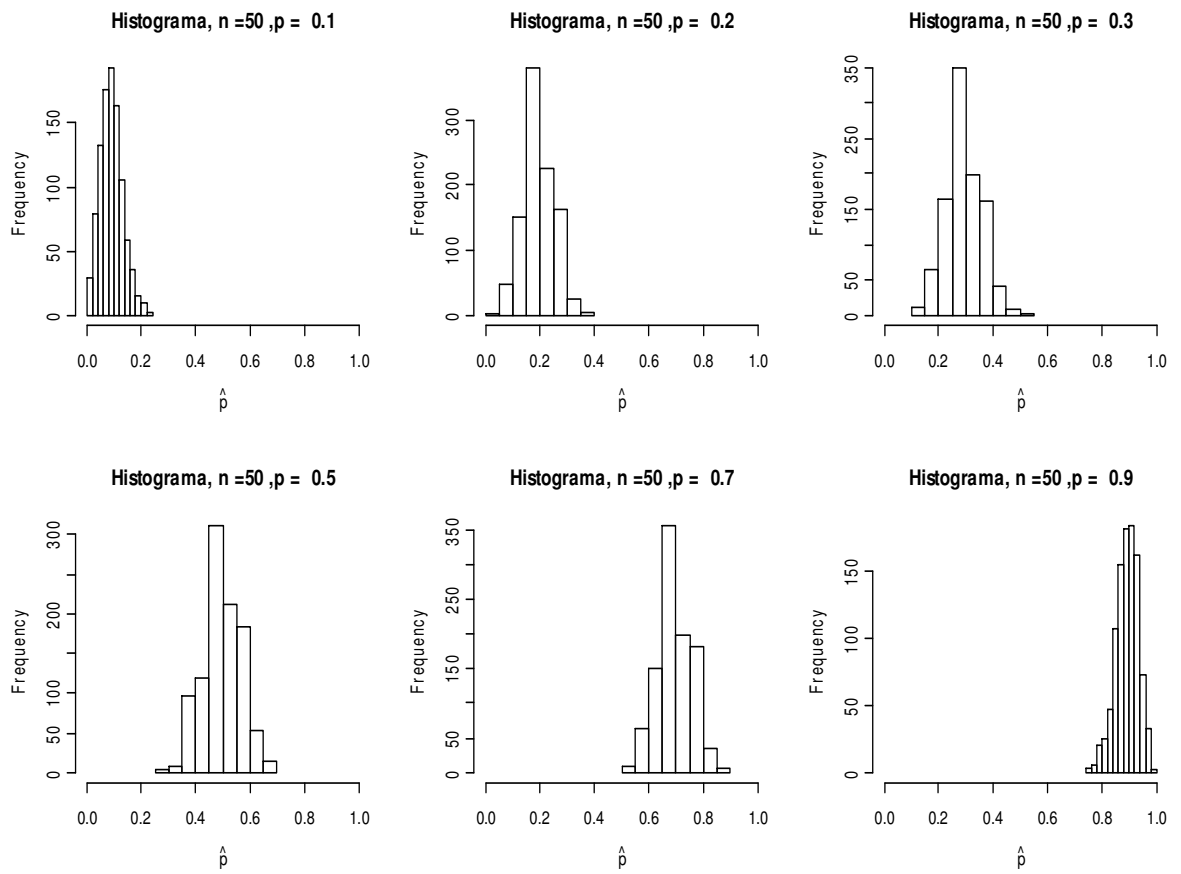 Histograma, n =50 ,p = 0.1
Frequency
0 50 100 150
0.0 0.2 0.4 0.6 0.8 1.0
p̂
Histograma, n =50 ,p = 0.2
Frequency
0 100 200 300
0.0 0.2 0.4 0.6 0.8 1.0
p̂
Histograma, n =50 ,p = 0.3
Frequency
0 50 150 250 350
0.0 0.2 0.4 0.6 0.8 1.0
p̂
Histograma, n =50 ,p = 0.5
Frequency
0 50 100 200 300
0.0 0.2 0.4 0.6 0.8 1.0
p̂
Histograma, n =50 ,p = 0.7
Frequency
0 50 150 250 350
0.0 0.2 0.4 0.6 0.8 1.0
p̂
Histograma, n =50 ,p = 0.9
Frequency
0 50 100 150
0.0 0.2 0.4 0.6 0.8 1.0
p̂